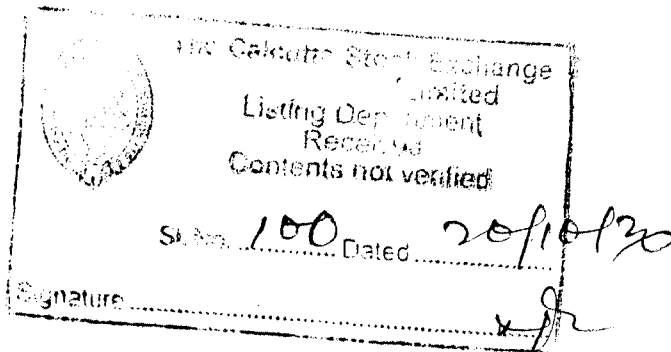 The Calcutta Stock Exchange
Limited
Listing Department
Received
Contents not verified
Sl. No. 100 Dated 20/10/20
Signature